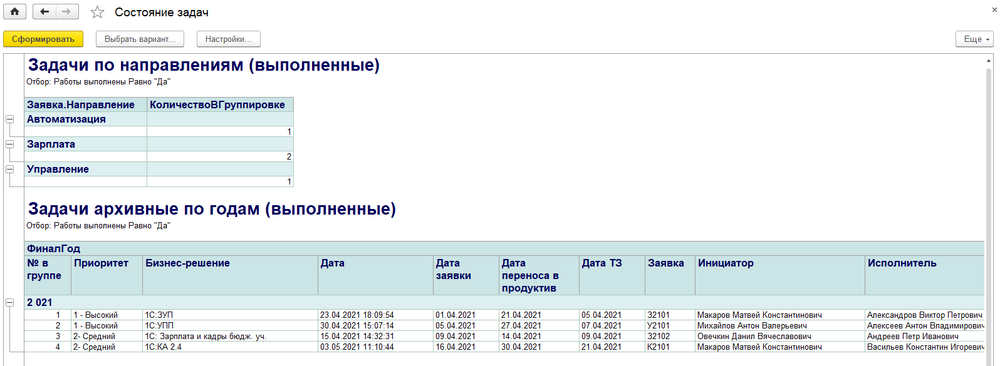 Состояние задач
Сформировать Выбрать вариант... Настройки... Еще
Задачи по направлениям (выполненные)
Отбор: Работы выполнены Равно "Да"
Заявка.Направление КоличествоВГруппировке
Автоматизация
1
Зарплата
2
Управление
1
Задачи архивные по годам (выполненные)
Отбор: Работы выполнены Равно "Да"
ФиналГод
№ в группе Приоритет Бизнес-решение Дата Дата заявки Дата переноса в продуктив Дата ТЗ Заявка Инициатор Исполнитель
2 021
1 1 - Высокий 1С:ЗУП 23.04.2021 18:09:54 01.04.2021 21.04.2021 05.04.2021 З2101 Макаров Матвей Константинович Александров Виктор Петрович
2 1 - Высокий 1С:УПП 30.04.2021 15:07:14 05.04.2021 27.04.2021 07.04.2021 У2101 Михайлов Антон Валерьевич Алексеев Антон Владимирович
3 2- Средний 1С: Зарплата и кадры бюдж. уч. 15.04.2021 14:32:31 09.04.2021 14.04.2021 09.04.2021 З2102 Овечкин Данил Вячеславович Андреев Петр Иванович
4 2- Средний 1С:КА 2.4 03.05.2021 11:10:44 16.04.2021 30.04.2021 21.04.2021 К2101 Макаров Матвей Константинович Васильев Константин Игоревич